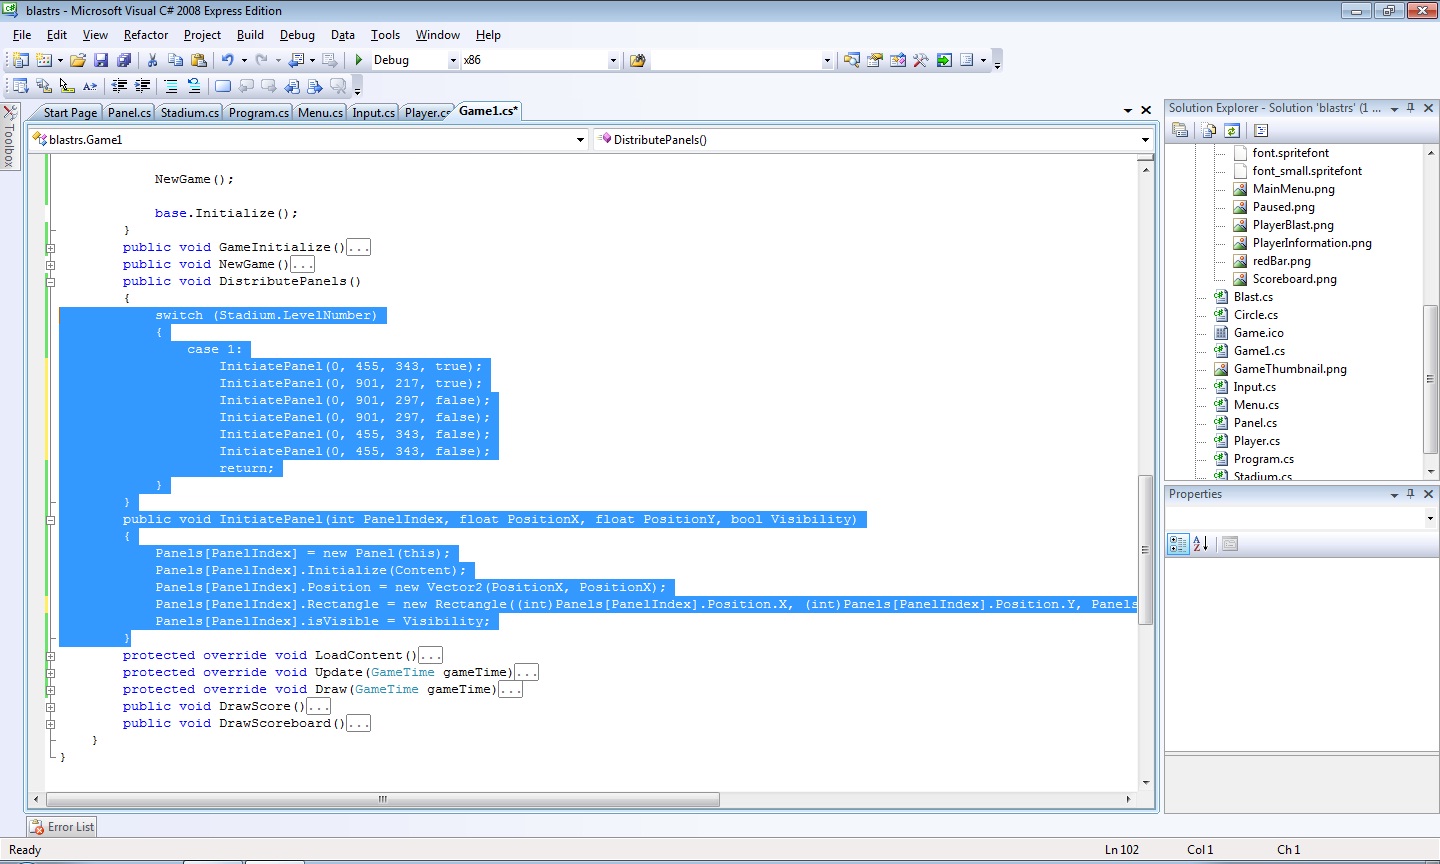 blastrs - Microsoft Visual C# 2008 Express Edition
File Edit View Refactor Project Build Debug Data Tools Window Help
Debug x86
Toolbox
Start Page Panel.cs Stadium.cs Program.cs Menu.cs Input.cs Player.cs Game1.cs*
blastrs.Game1 DistributePanels()
NewGame();
base.Initialize();
}
public void GameInitialize()...
public void NewGame()...
public void DistributePanels()
{
switch (Stadium.LevelNumber)
{
case 1:
InitiatePanel(0, 455, 343, true);
InitiatePanel(0, 901, 217, true);
InitiatePanel(0, 901, 297, false);
InitiatePanel(0, 901, 297, false);
InitiatePanel(0, 455, 343, false);
InitiatePanel(0, 455, 343, false);
return;
}
}
public void InitiatePanel(int PanelIndex, float PositionX, float PositionY, bool Visibility)
{
Panels[PanelIndex] = new Panel(this);
Panels[PanelIndex].Initialize(Content);
Panels[PanelIndex].Position = new Vector2(PositionX, PositionX);
Panels[PanelIndex].Rectangle = new Rectangle((int)Panels[PanelIndex].Position.X, (int)Panels[PanelIndex].Position.Y, Panels
Panels[PanelIndex].isVisible = Visibility;
}
protected override void LoadContent()...
protected override void Update(GameTime gameTime)...
protected override void Draw(GameTime gameTime)...
public void DrawScore()...
public void DrawScoreboard()...
}
}
Solution Explorer - Solution 'blastrs' (1 ...
font.spritefont
font_small.spritefont
MainMenu.png
Paused.png
PlayerBlast.png
PlayerInformation.png
redBar.png
Scoreboard.png
Blast.cs
Circle.cs
Game.ico
Game1.cs
GameThumbnail.png
Input.cs
Menu.cs
Panel.cs
Player.cs
Program.cs
Stadium.cs
Properties
Error List
Ready Ln 102 Col 1 Ch 1